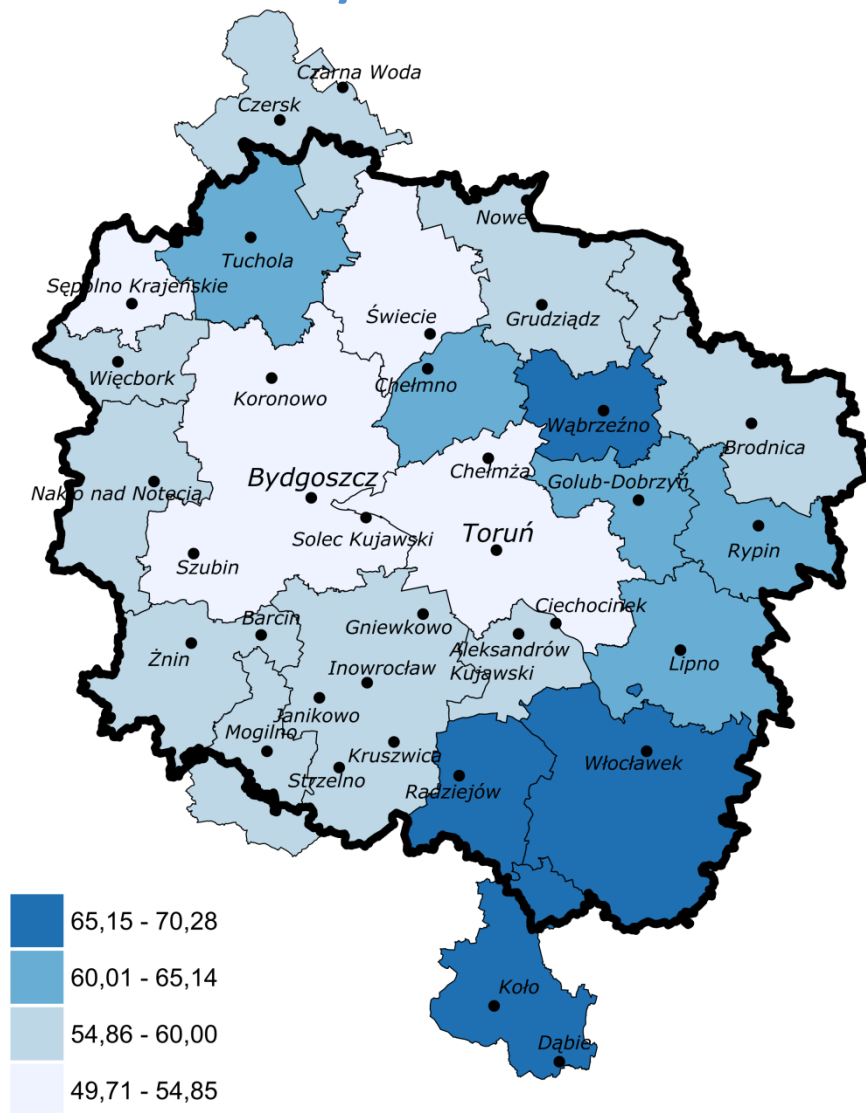 Czarna Woda
Czersk
Nowe
Tuchola
Sępolno Krajeńskie
Świecie
Grudziądz
Więcbork
Koronowo
Chełmno
Wąbrzeźno
Brodnica
Chełmża
Golub-Dobrzyń
Bydgoszcz
Nakło nad Notecią
Solec Kujawski
Toruń
Rypin
Szubin
Ciechocinek
Barcin
Gniewkowo
Żnin
Aleksandrów
Kujawski
Lipno
Inowrocław
Janikowo
Mogilno
Kruszwica
Włocławek
Strzelno
Radziejów
65,15 - 70,28
60,01 - 65,14
Koło
54,86 - 60,00
Dąbie
49,71 - 54,85